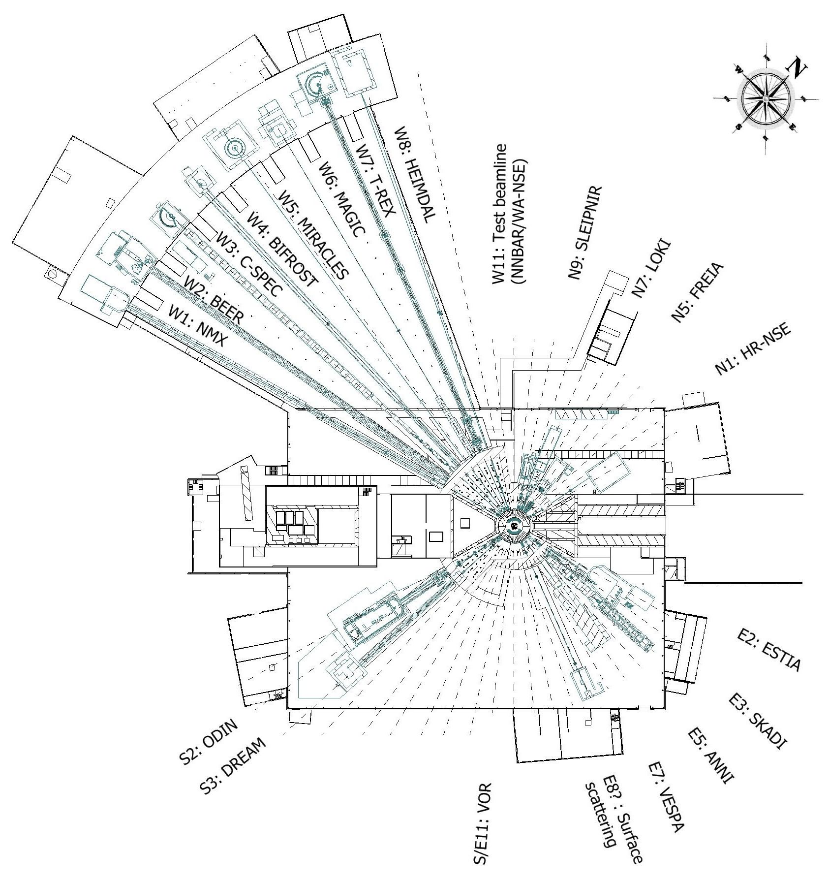 N
W8: HEIMDAL
W7: T-REX
W6: MAGIC
W5: MIRACLES
W4: BIFROST
W3: C-SPEC
W2: BEER
W1: NMX
W11: Test beamline
(NNBAR/WA-NSE)
N9: SLEIPNIR
N7: LOKI
N5: FREIA
N1: HR-NSE
E2: ESTIA
E3: SKADI
E5: ANNI
E7: VESPA
E8? : Surface
scattering
S/E11: VOR
S2: ODIN
S3: DREAM